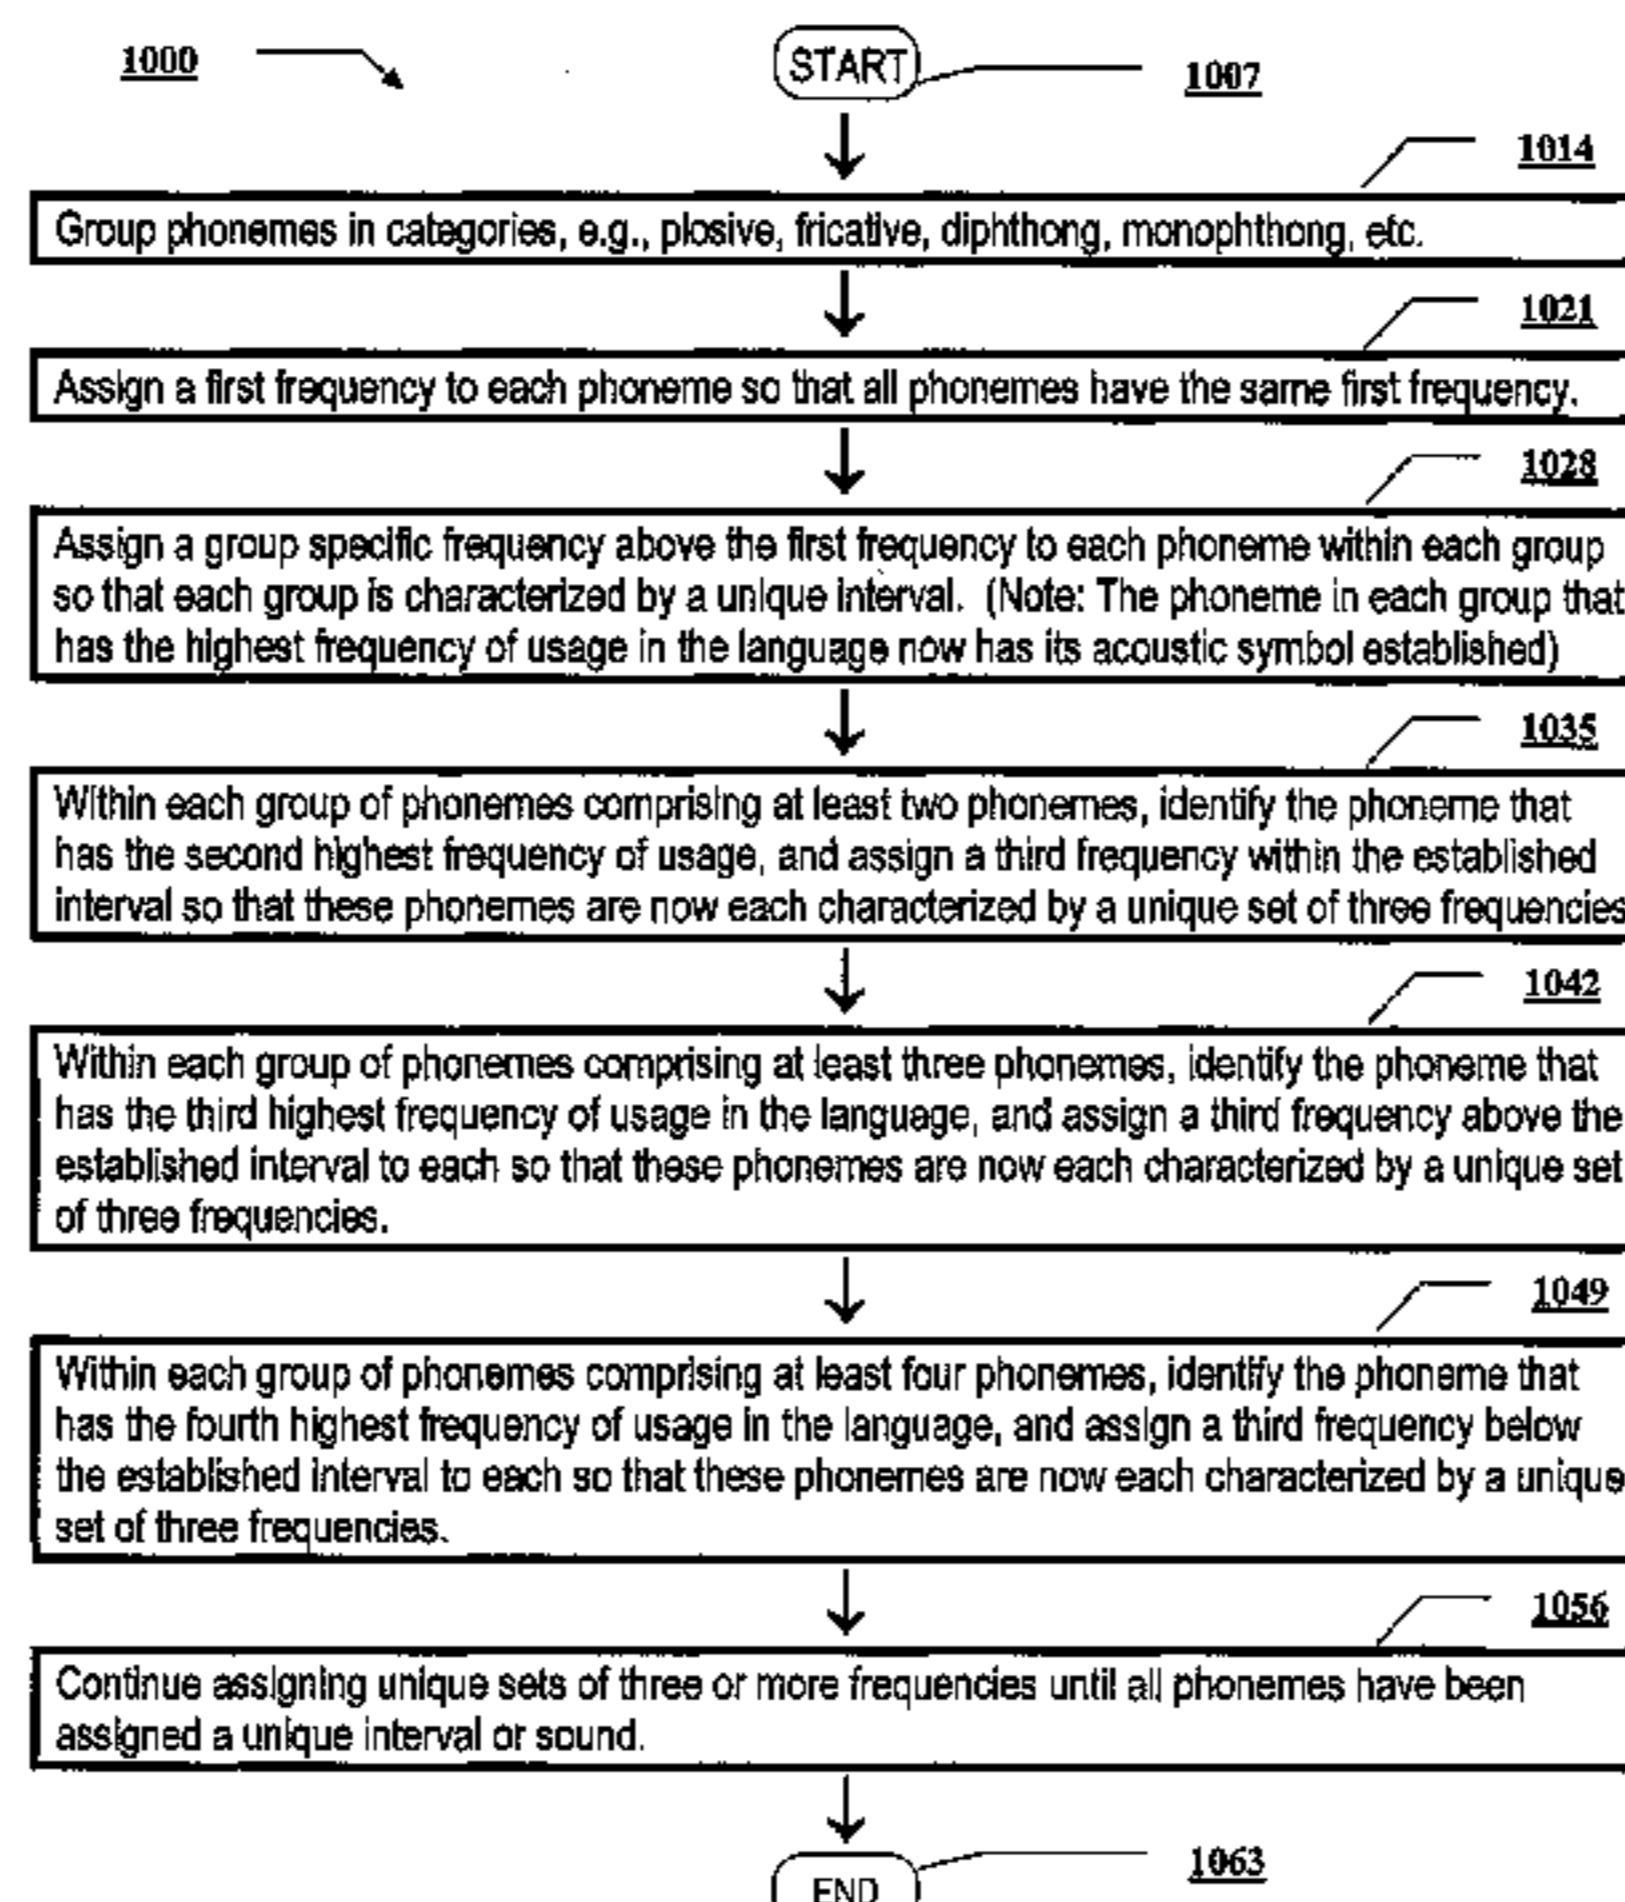 1000
START
1007
1014
Group phonemes in categories, e.g., plosive, fricative, diphthong, monophthong, etc.
1021
Assign a first frequency to each phoneme so that all phonemes have the same first frequency.
1028
Assign a group specific frequency above the first frequency to each phoneme within each group
so that each group is characterized by a unique interval. (Note: The phoneme in each group that
has the highest frequency of usage in the language now has its acoustic symbol established)
1035
Within each group of phonemes comprising at least two phonemes, identify the phoneme that
has the second highest frequency of usage, and assign a third frequency within the established
interval so that these phonemes are now each characterized by a unique set of three frequencies
1042
Within each group of phonemes comprising at least three phonemes, identify the phoneme that
has the third highest frequency of usage in the language, and assign a third frequency above the
established interval to each so that these phonemes are now each characterized by a unique set
of three frequencies.
1049
Within each group of phonemes comprising at least four phonemes, identify the phoneme that
has the fourth highest frequency of usage in the language, and assign a third frequency below
the established interval to each so that these phonemes are now each characterized by a unique
set of three frequencies.
1056
Continue assigning unique sets of three or more frequencies until all phonemes have been
assigned a unique interval or sound.
1063
END